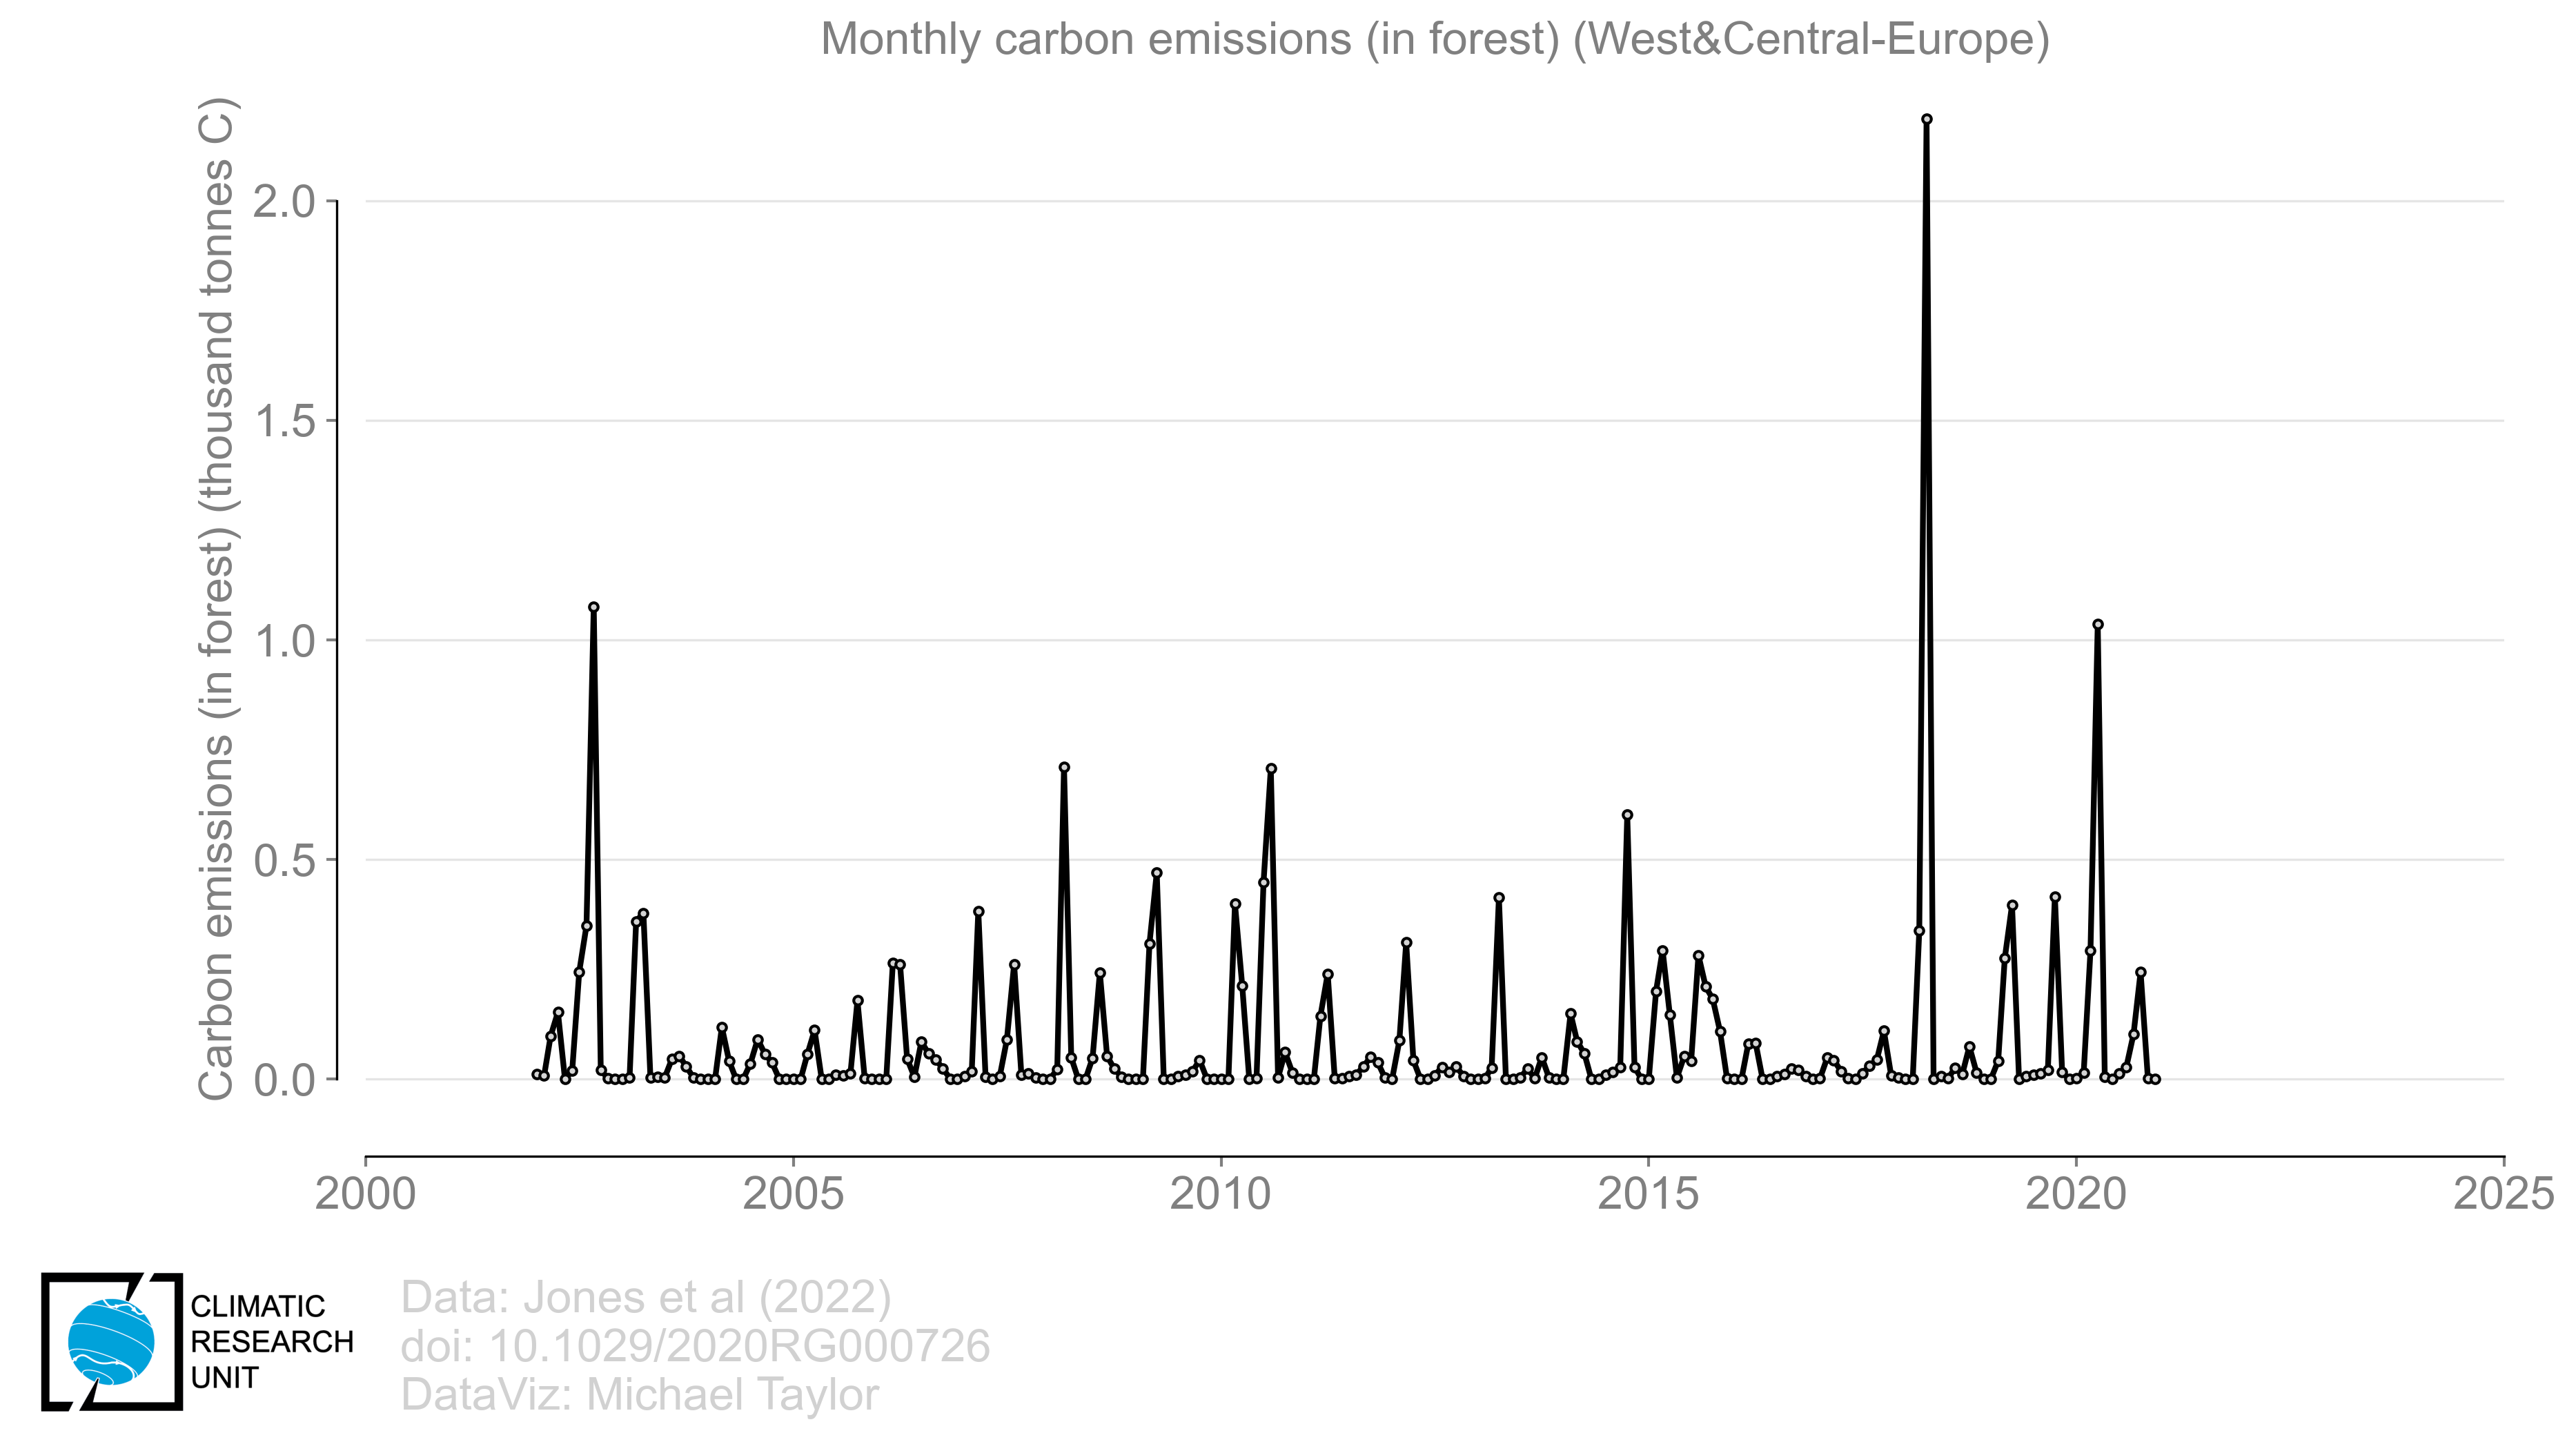 Monthly carbon emissions (in forest) (West&Central-Europe)
Carbon emissions (in forest) (thousand tonnes C)
2.0
1.5
1.0
0.5
0.0
2000
2005
2010
2015
2020
2025
CLIMATIC
RESEARCH
UNIT
Data: Jones et al (2022)
doi: 10.1029/2020RG000726
DataViz: Michael Taylor